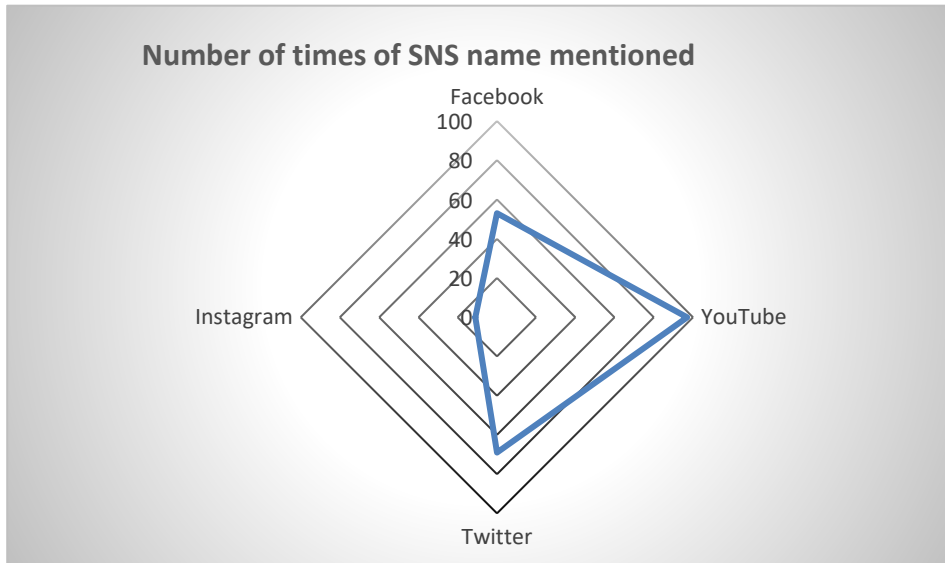 Number of times of SNS name mentioned
Facebook
100
80
60
40
20
0
Instagram
YouTube
Twitter